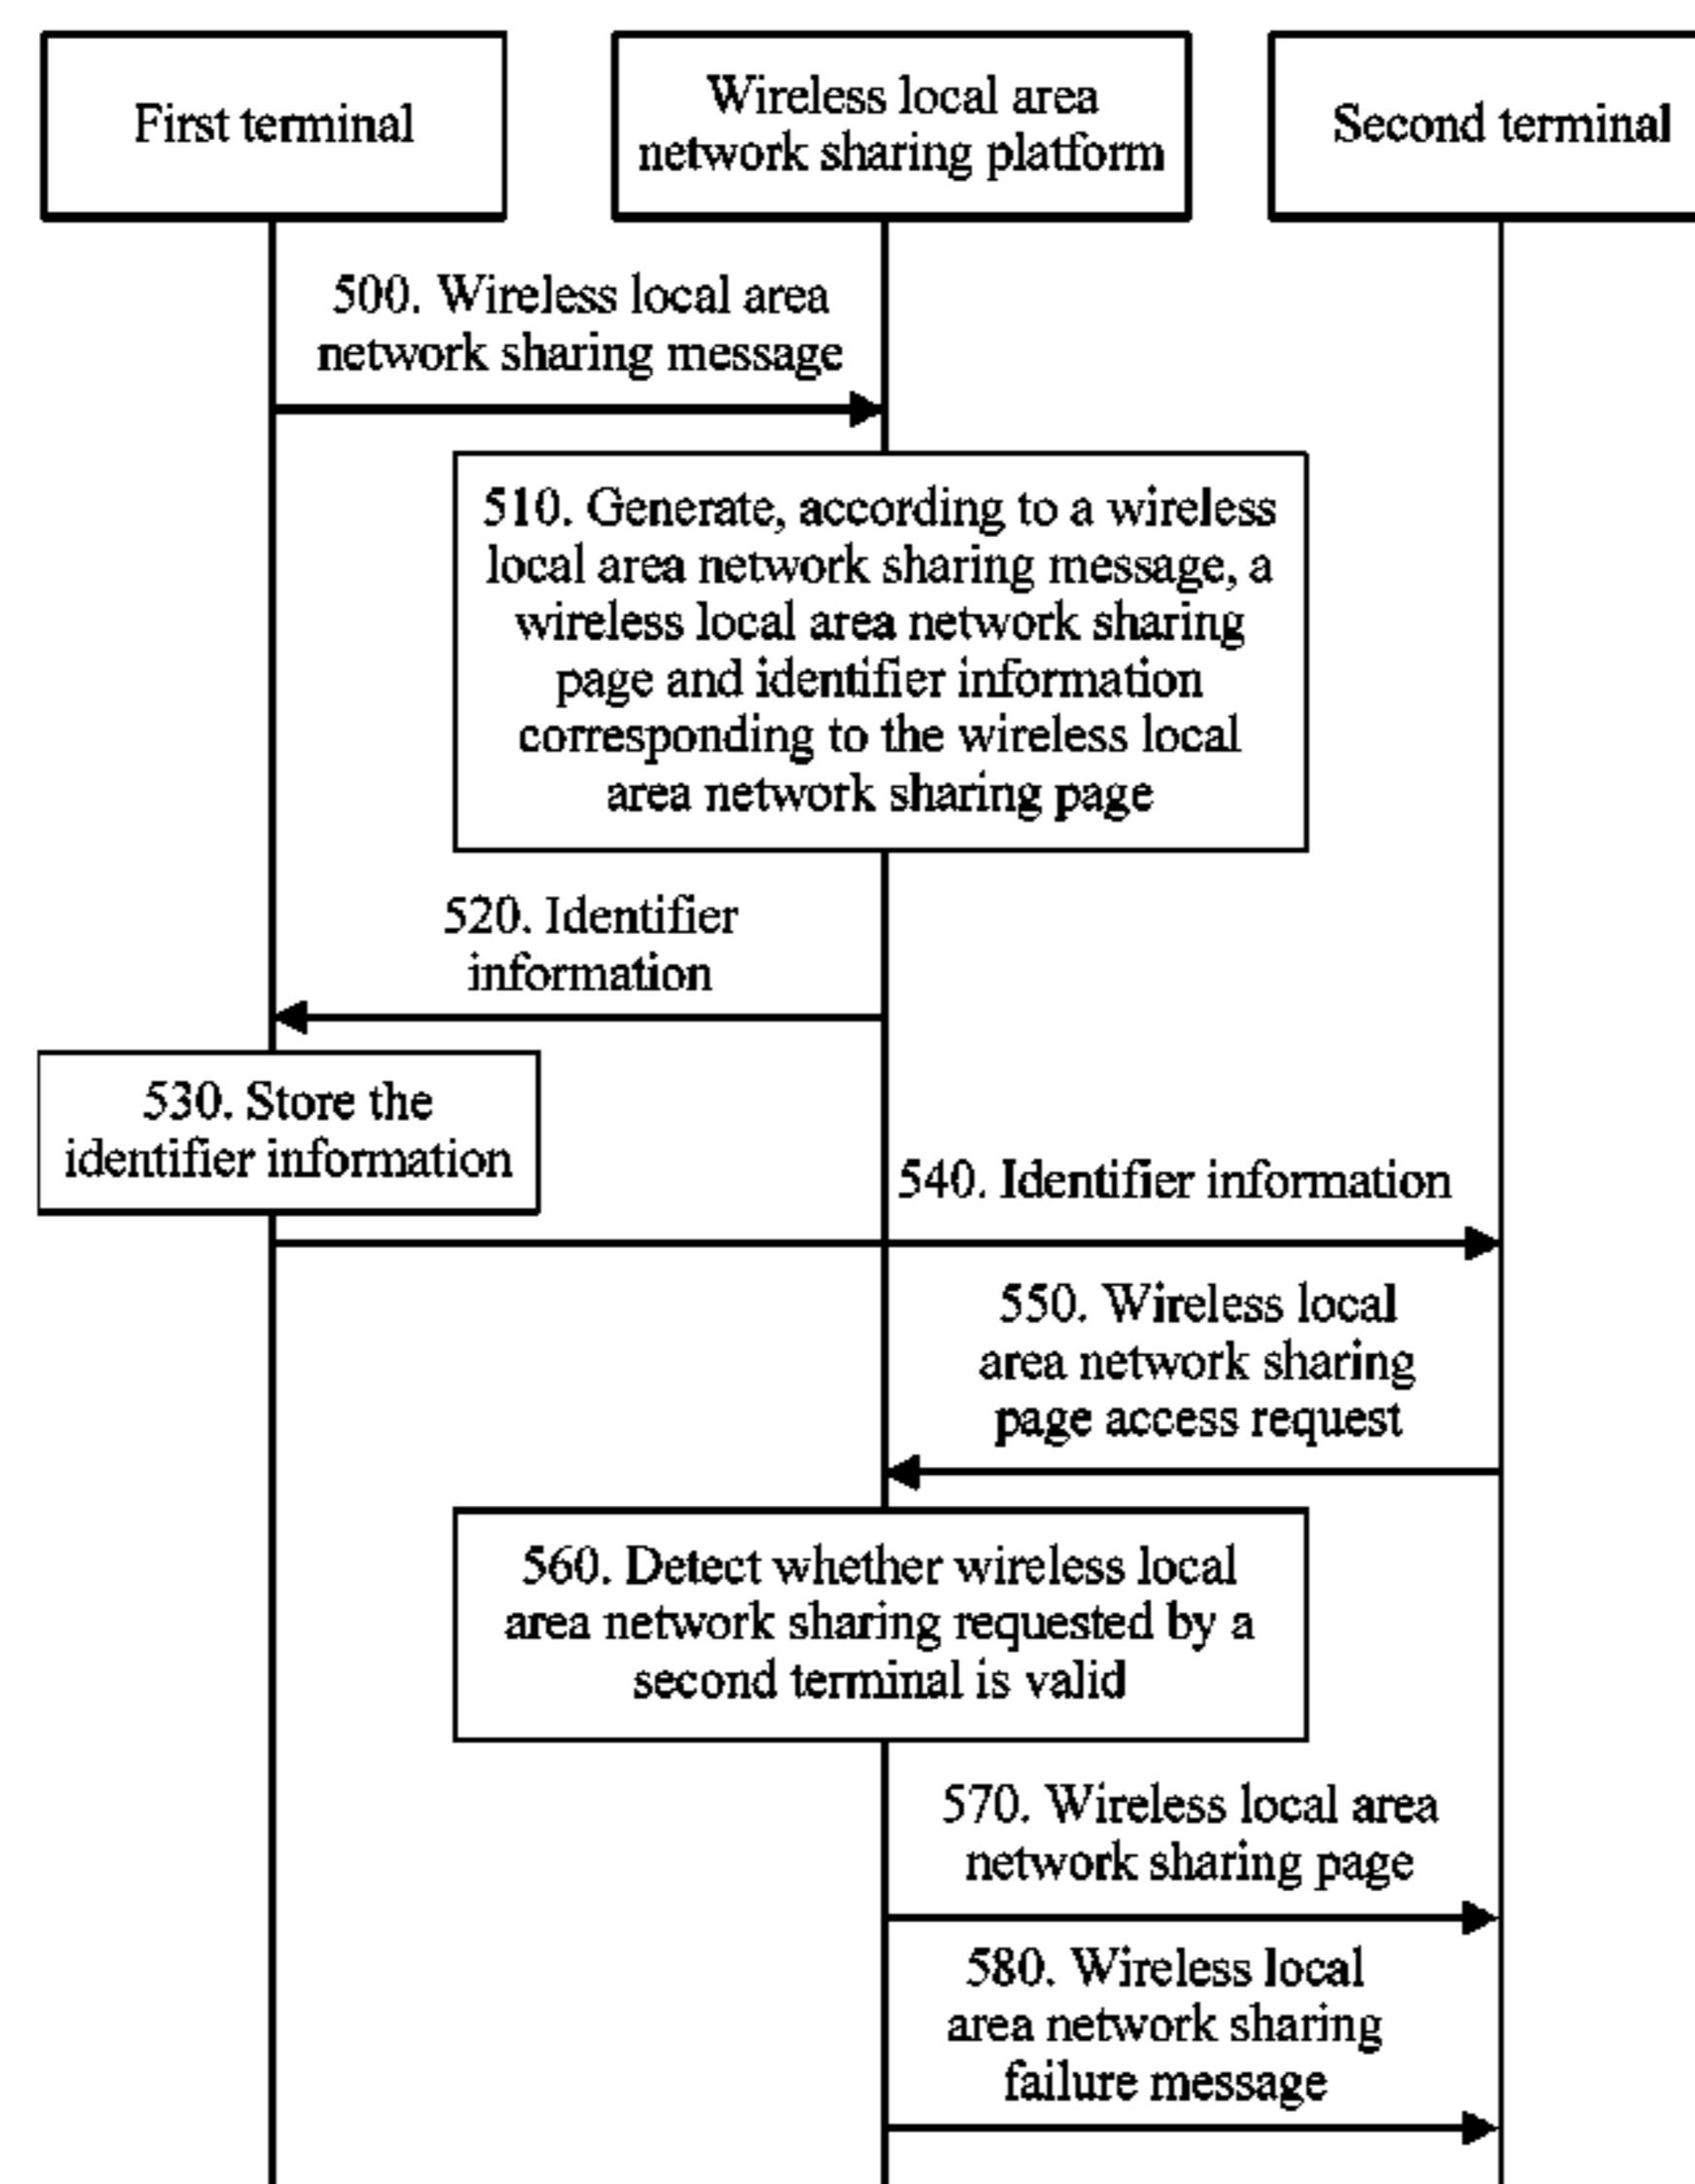 First terminal
Wireless local area
network sharing platform
Second terminal
500. Wireless local area
network sharing message
510. Generate, according to a wireless
local area network sharing message, a
wireless local area network sharing
page and identifier information
corresponding to the wireless local
area network sharing page
520. Identifier
information
530. Store the
identifier information
540. Identifier information
550. Wireless local
area network sharing
page access request
560. Detect whether wireless local
area network sharing requested by a
second terminal is valid
570. Wireless local area
network sharing page
580. Wireless local
area network sharing
failure message